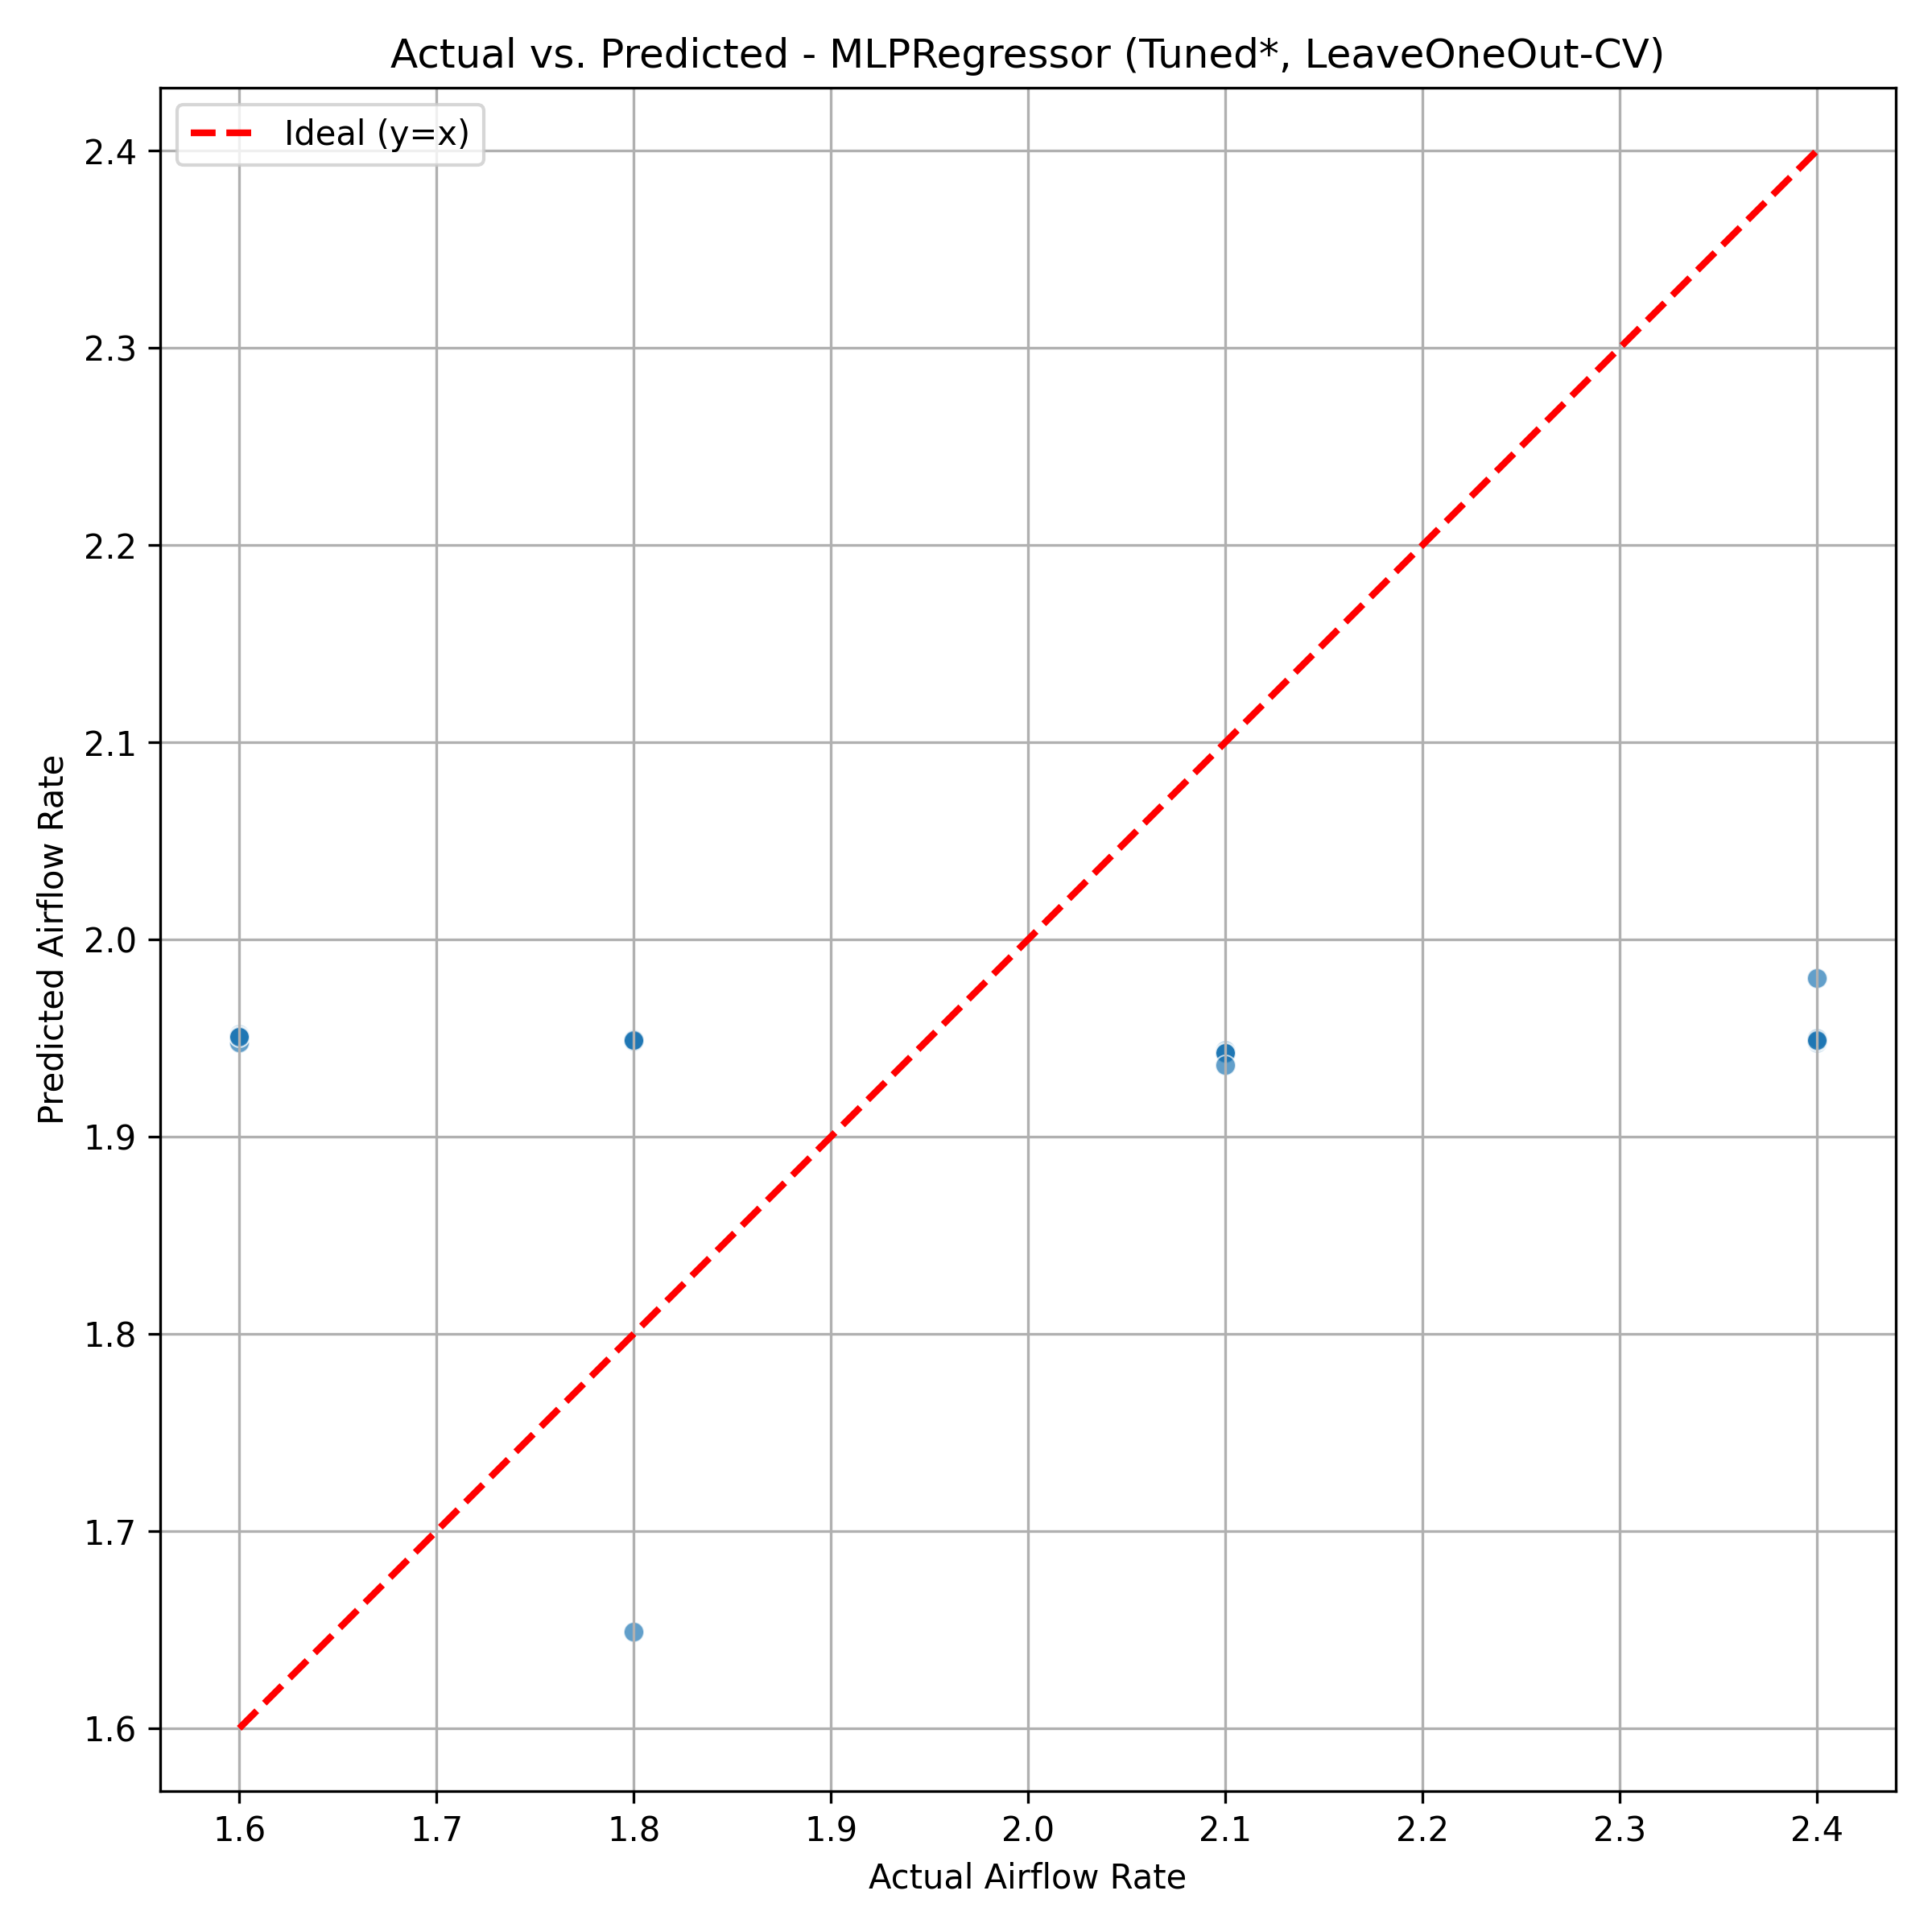 Actual vs. Predicted - MLPRegressor (Tuned*, LeaveOneOut-CV)
Ideal (y=x)
2.4
2.3
2.2
2.1
2.0
1.9
1.8
1.7
1.6
Predicted Airflow Rate
1.6 1.7 1.8 1.9 2.0 2.1 2.2 2.3 2.4
Actual Airflow Rate